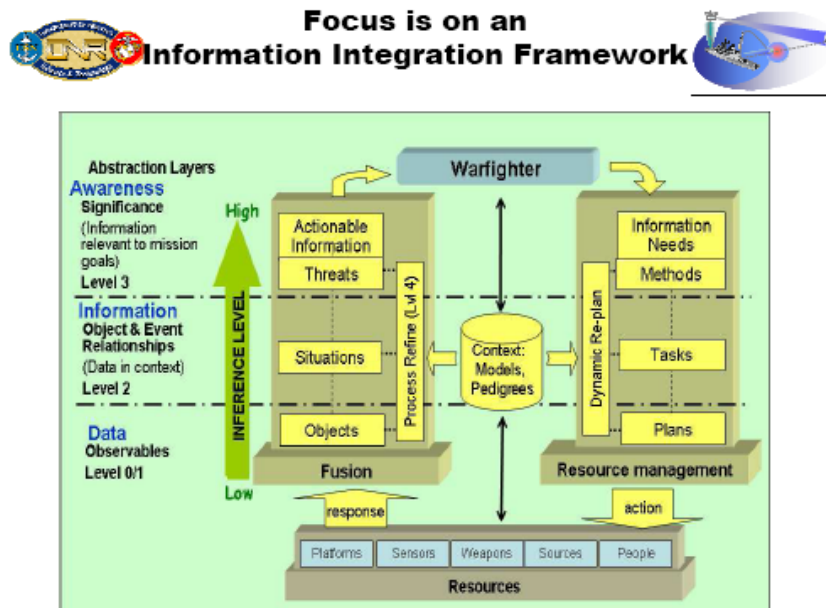 Focus is on an
Information Integration Framework
ONR
Abstraction Layers
Awareness
Significance
(Information
relevant to mission
goals)
Level 3
Information
Object & Event
Relationships
(Data in context)
Level 2
Data
Observables
Level 0/1
High
INFERENCE LEVEL
Low
Warfighter
Actionable
Information
Threats
Situations
Objects
Process Refine (Lvl 4)
Fusion
Context:
Models,
Pedigrees
Information
Needs
Methods
Tasks
Plans
Dynamic Re-plan
Resource management
response
action
Platforms
Sensors
Weapons
Sources
People
Resources